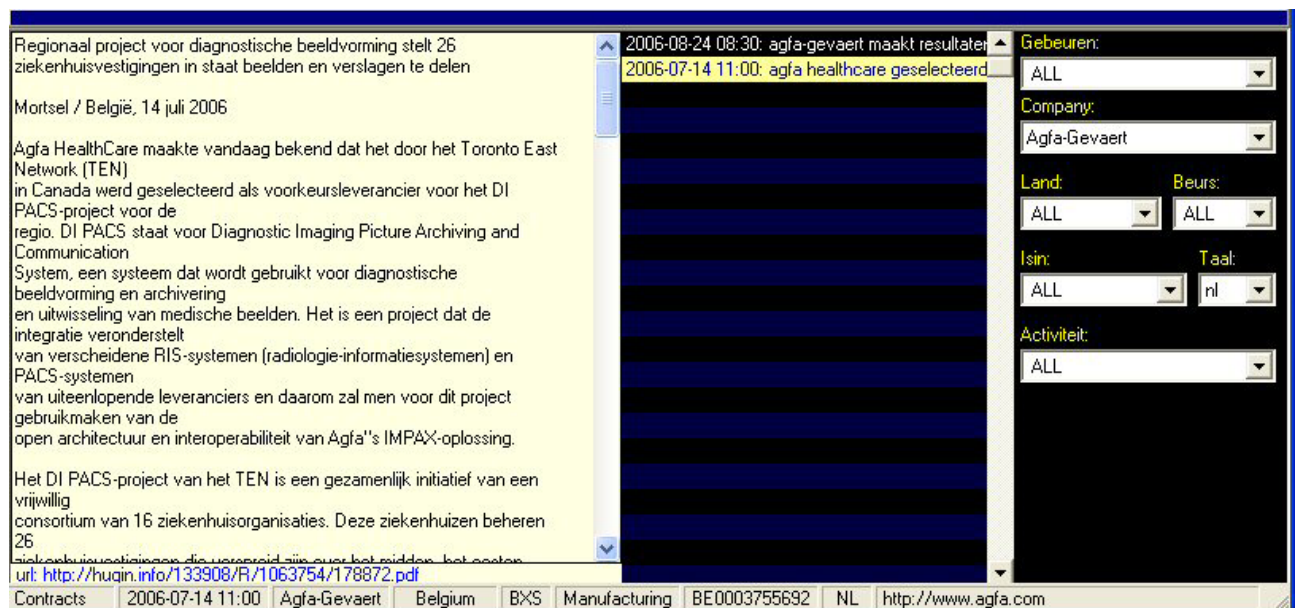 Regionaal project voor diagnostische beeldvorming stelt 26
ziekenhuisvestigingen in staat beelden en verslagen te delen
Mortsel / België, 14 juli 2006
Agfa HealthCare maakte vandaag bekend dat het door het Toronto East
Network (TEN)
in Canada werd geselecteerd als voorkeursleverancier voor het DI
PACS-project voor de
regio. DI PACS staat voor Diagnostic Imaging Picture Archiving and
Communication
System, een systeem dat wordt gebruikt voor diagnostische
beeldvorming en archivering
en uitwisseling van medische beelden. Het is een project dat de
integratie veronderstelt
van verscheidene RIS-systemen (radiologie-informatiesystemen) en
PACS-systemen
van uiteenlopende leveranciers en daarom zal men voor dit project
gebruikmaken van de
open architectuur en interoperabiliteit van Agfa''s IMPAX-oplossing.
Het DI PACS-project van het TEN is een gezamenlijk initiatief van een
vrijwillig
consortium van 16 ziekenhuisorganisaties. Deze ziekenhuizen beheren
26
ziekenhuisvestigingen die verspreid zijn over het midden, het oosten
url: http://hugin.info/133908/R/1063754/178872.pdf
2006-08-24 08:30: agfa-gevaert maakt resultaten
2006-07-14 11:00: agfa healthcare geselecteerd
Gebeuren:
ALL
Company:
Agfa-Gevaert
Land: Beurs:
ALL ALL
Isin: Taal:
ALL nl
Activiteit:
ALL
Contracts 2006-07-14 11:00 Agfa-Gevaert Belgium BXS Manufacturing BE0003755692 NL http://www.agfa.com